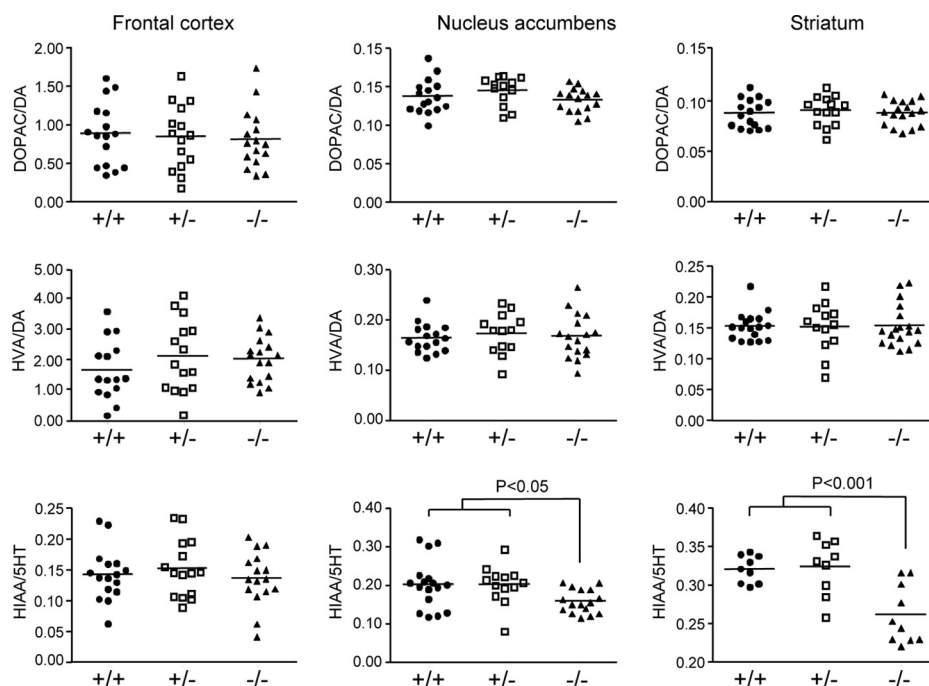 Frontal cortex
Nucleus accumbens
Striatum
DOPAC/DA
2.00
1.50
1.00
0.50
0.00
+/+ +/- -/-
DOPAC/DA
0.15
0.10
0.15
0.00
+/+ +/- -/-
DOPAC/DA
0.15
0.10
0.05
0.00
+/+ +/- -/-
HVA/DA
5.00
4.00
3.00
2.00
1.00
0.00
+/+ +/- -/-
HVA/DA
0.30
0.20
0.10
0.00
+/+ +/- -/-
HVA/DA
0.25
0.20
0.15
0.10
0.05
0.00
+/+ +/- -/-
HIAA/5HT
0.25
0.20
0.15
0.10
0.05
0.00
+/+ +/- -/-
P<0.05
HIAA/5HT
0.40
0.30
0.20
0.10
0.00
+/+ +/- -/-
P<0.001
HIAA/5HT
0.40
0.35
0.30
0.25
0.20
+/+ +/- -/-